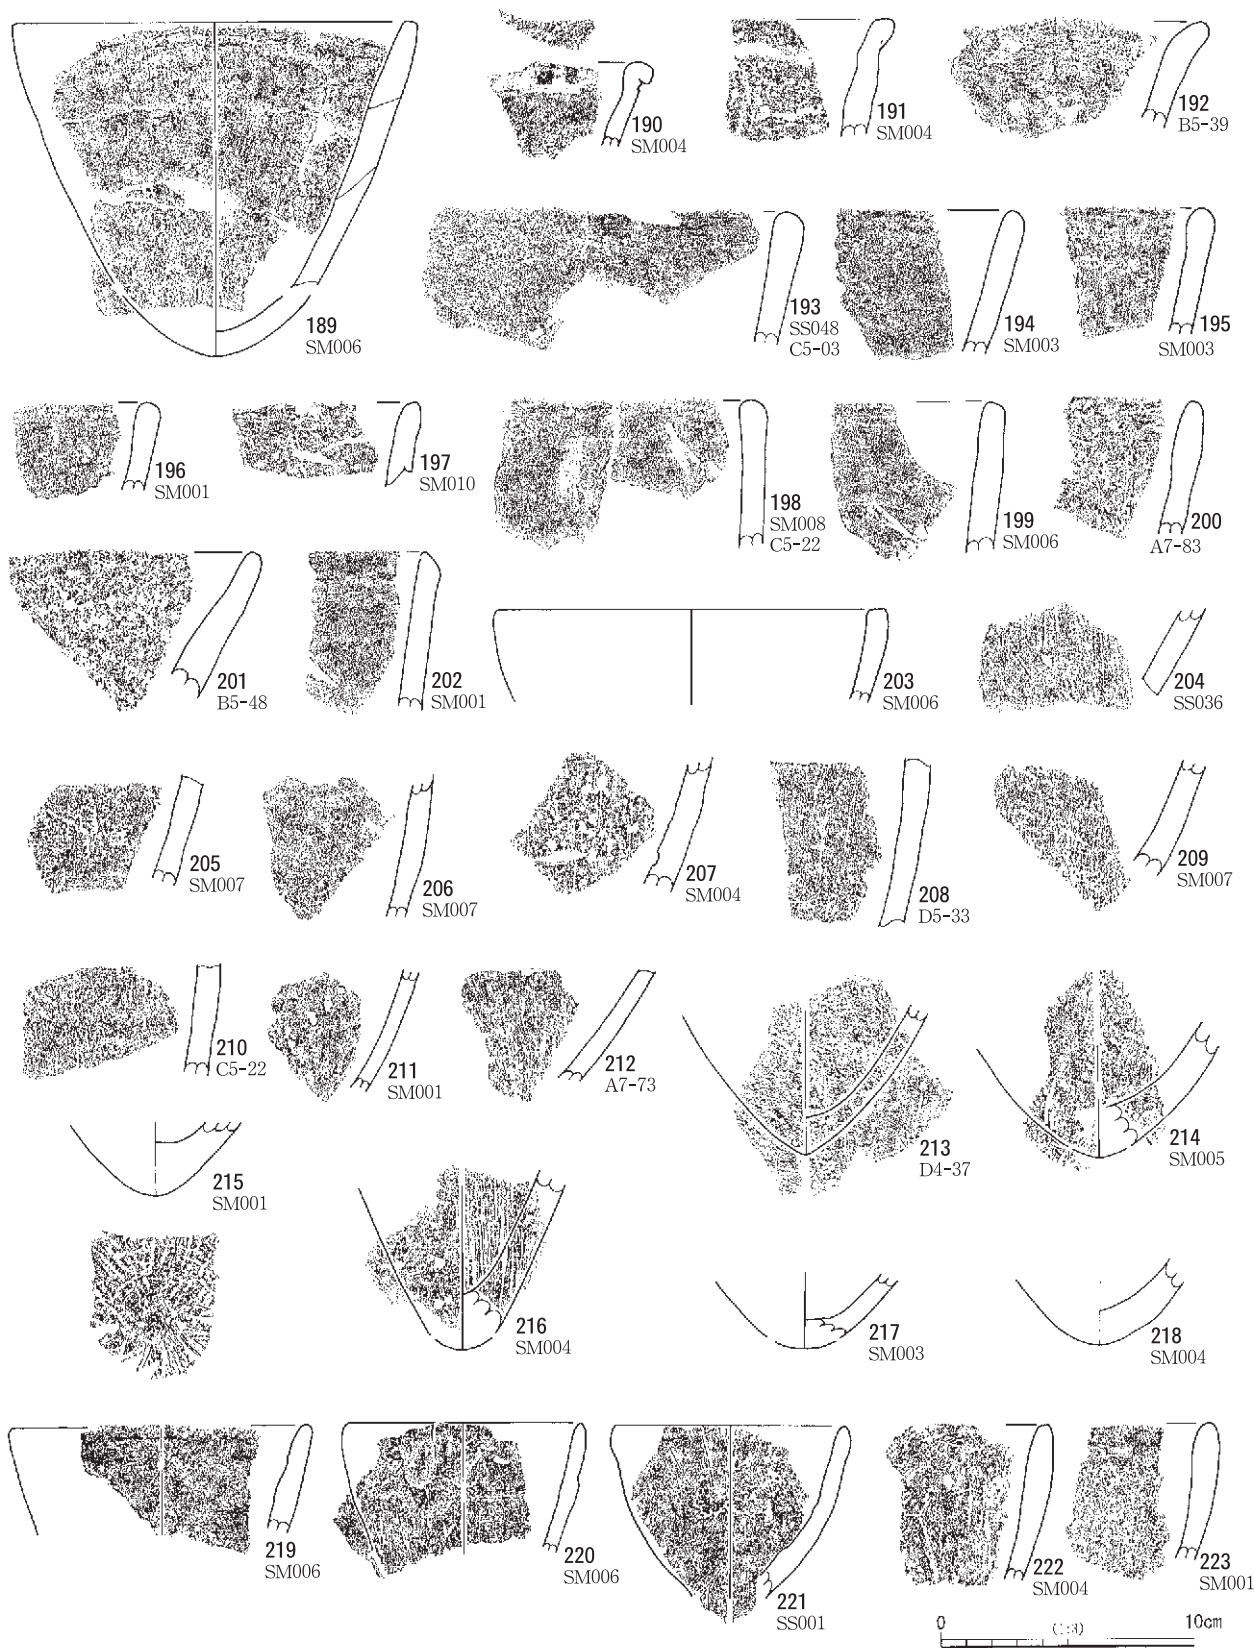 189
SM006
190
SM004
191
SM004
192
B5-39
193
SS048
C5-03
194
SM003
195
SM003
196
SM001
197
SM010
198
SM008
C5-22
199
SM006
200
A7-83
201
B5-48
202
SM001
203
SM006
204
SS036
205
SM007
206
SM007
207
SM004
208
D5-33
209
SM007
210
C5-22
211
SM001
212
A7-73
213
D4-37
214
SM005
215
SM001
216
SM004
217
SM003
218
SM004
219
SM006
220
SM006
221
SS001
222
SM004
223
SM001
0 (1:3) 10cm